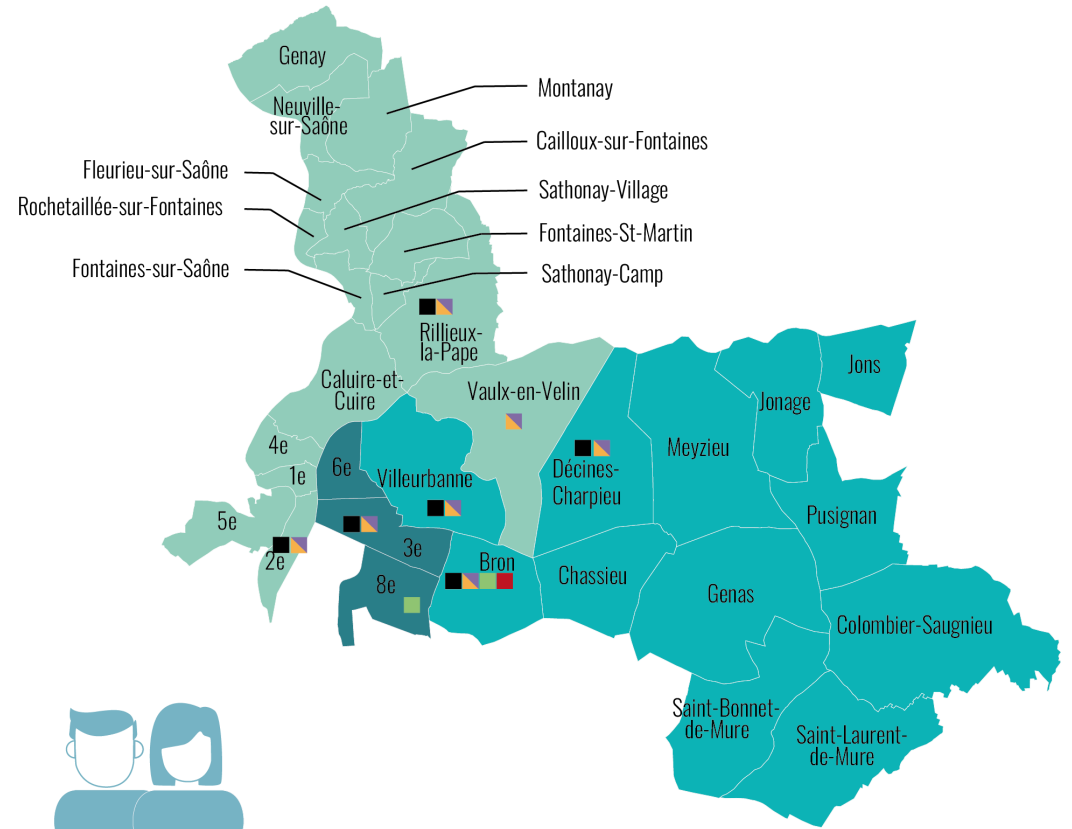 Genay
Neuville-
sur-Saône
Montanay
Cailloux-sur-Fontaines
Fleurieu-sur-Saône
Sathonay-Village
Rochetaillée-sur-Fontaines
Fontaines-St-Martin
Fontaines-sur-Saône
Sathonay-Camp
Rillieux-
la-Pape
Caluire-et-
Cuire
Vaulx-en-Velin
Jons
Jonage
4e
1e
6e
Villeurbanne
Décines-
Charpieu
Meyzieu
5e
2e
3e
Pusignan
8e
Bron
Chassieu
Genas
Colombier-Saugnieu
Saint-Bonnet-
de-Mure
Saint-Laurent-
de-Mure